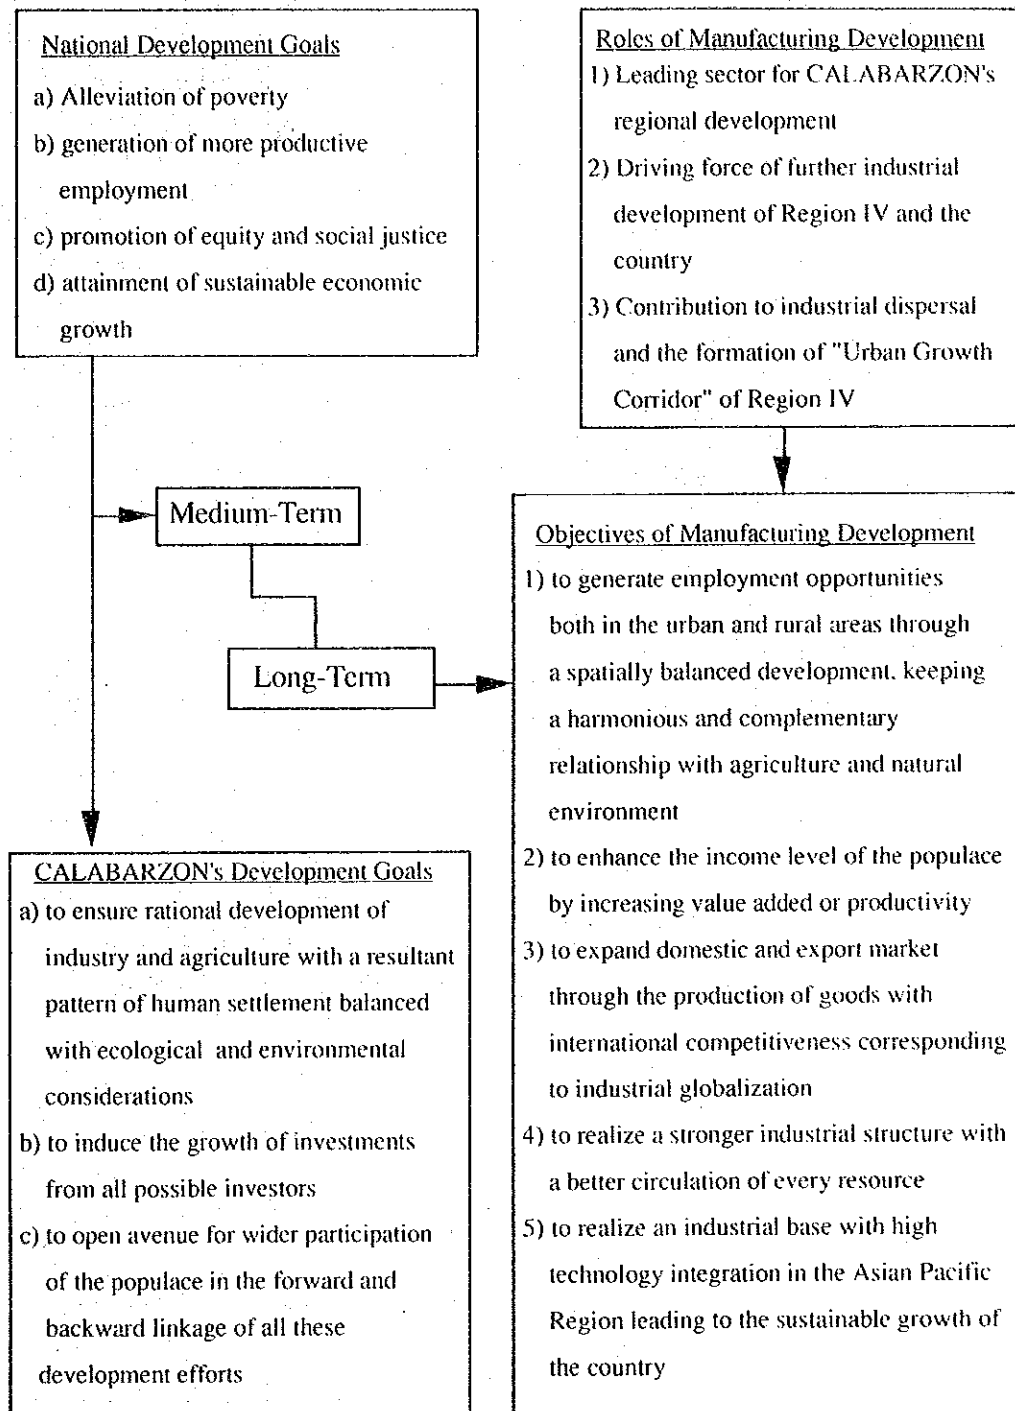 National Development Goals
a) Alleviation of poverty
b) generation of more productive
employment
c) promotion of equity and social justice
d) attainment of sustainable economic
growth
Roles of Manufacturing Development
1) Leading sector for CALABARZON's
regional development
2) Driving force of further industrial
development of Region IV and the
country
3) Contribution to industrial dispersal
and the formation of "Urban Growth
Corridor" of Region IV
Medium-Term
Long-Term
Objectives of Manufacturing Development
1) to generate employment opportunities
both in the urban and rural areas through
a spatially balanced development, keeping
a harmonious and complementary
relationship with agriculture and natural
environment
2) to enhance the income level of the populace
by increasing value added or productivity
3) to expand domestic and export market
through the production of goods with
international competitiveness corresponding
to industrial globalization
4) to realize a stronger industrial structure with
a better circulation of every resource
5) to realize an industrial base with high
technology integration in the Asian Pacific
Region leading to the sustainable growth of
the country
CALABARZON's Development Goals
a) to ensure rational development of
industry and agriculture with a resultant
pattern of human settlement balanced
with ecological and environmental
considerations
b) to induce the growth of investments
from all possible investors
c) to open avenue for wider participation
of the populace in the forward and
backward linkage of all these
development efforts